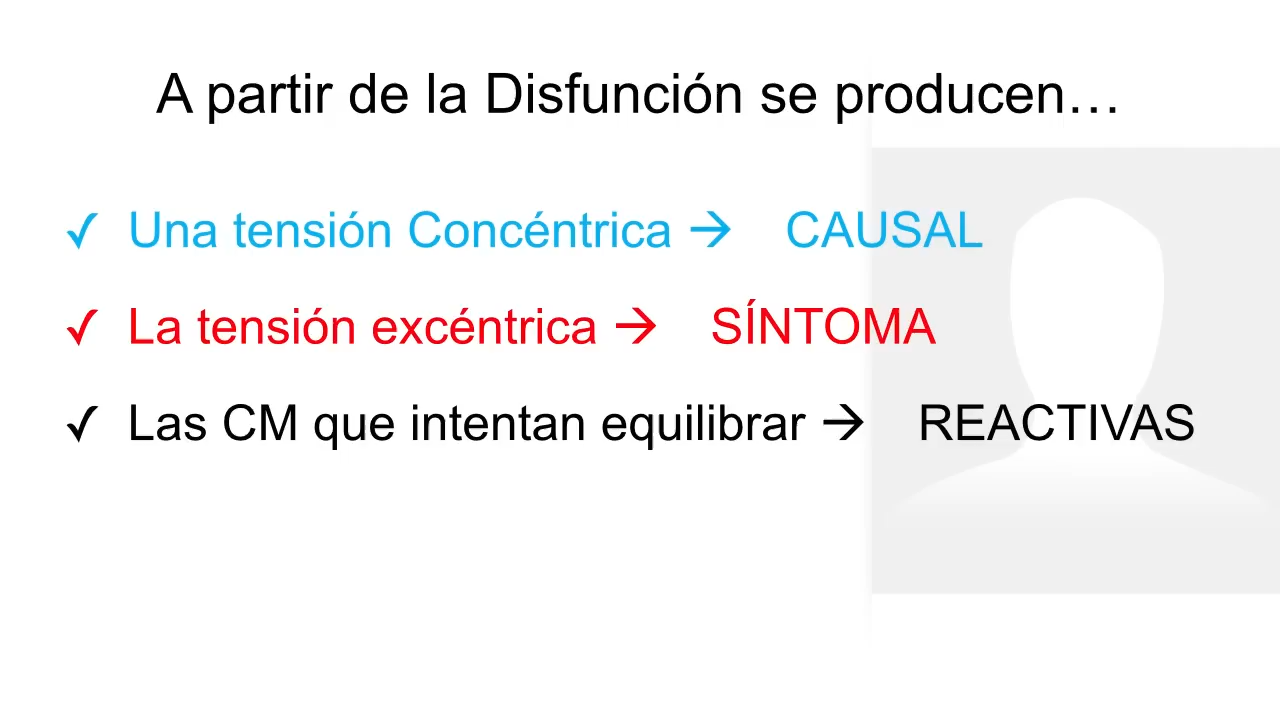 A partir de la Disfunción se producen…
✓ Una tensión Concéntrica → CAUSAL
✓ La tensión excéntrica → SÍNTOMA
✓ Las CM que intentan equilibrar → REACTIVAS